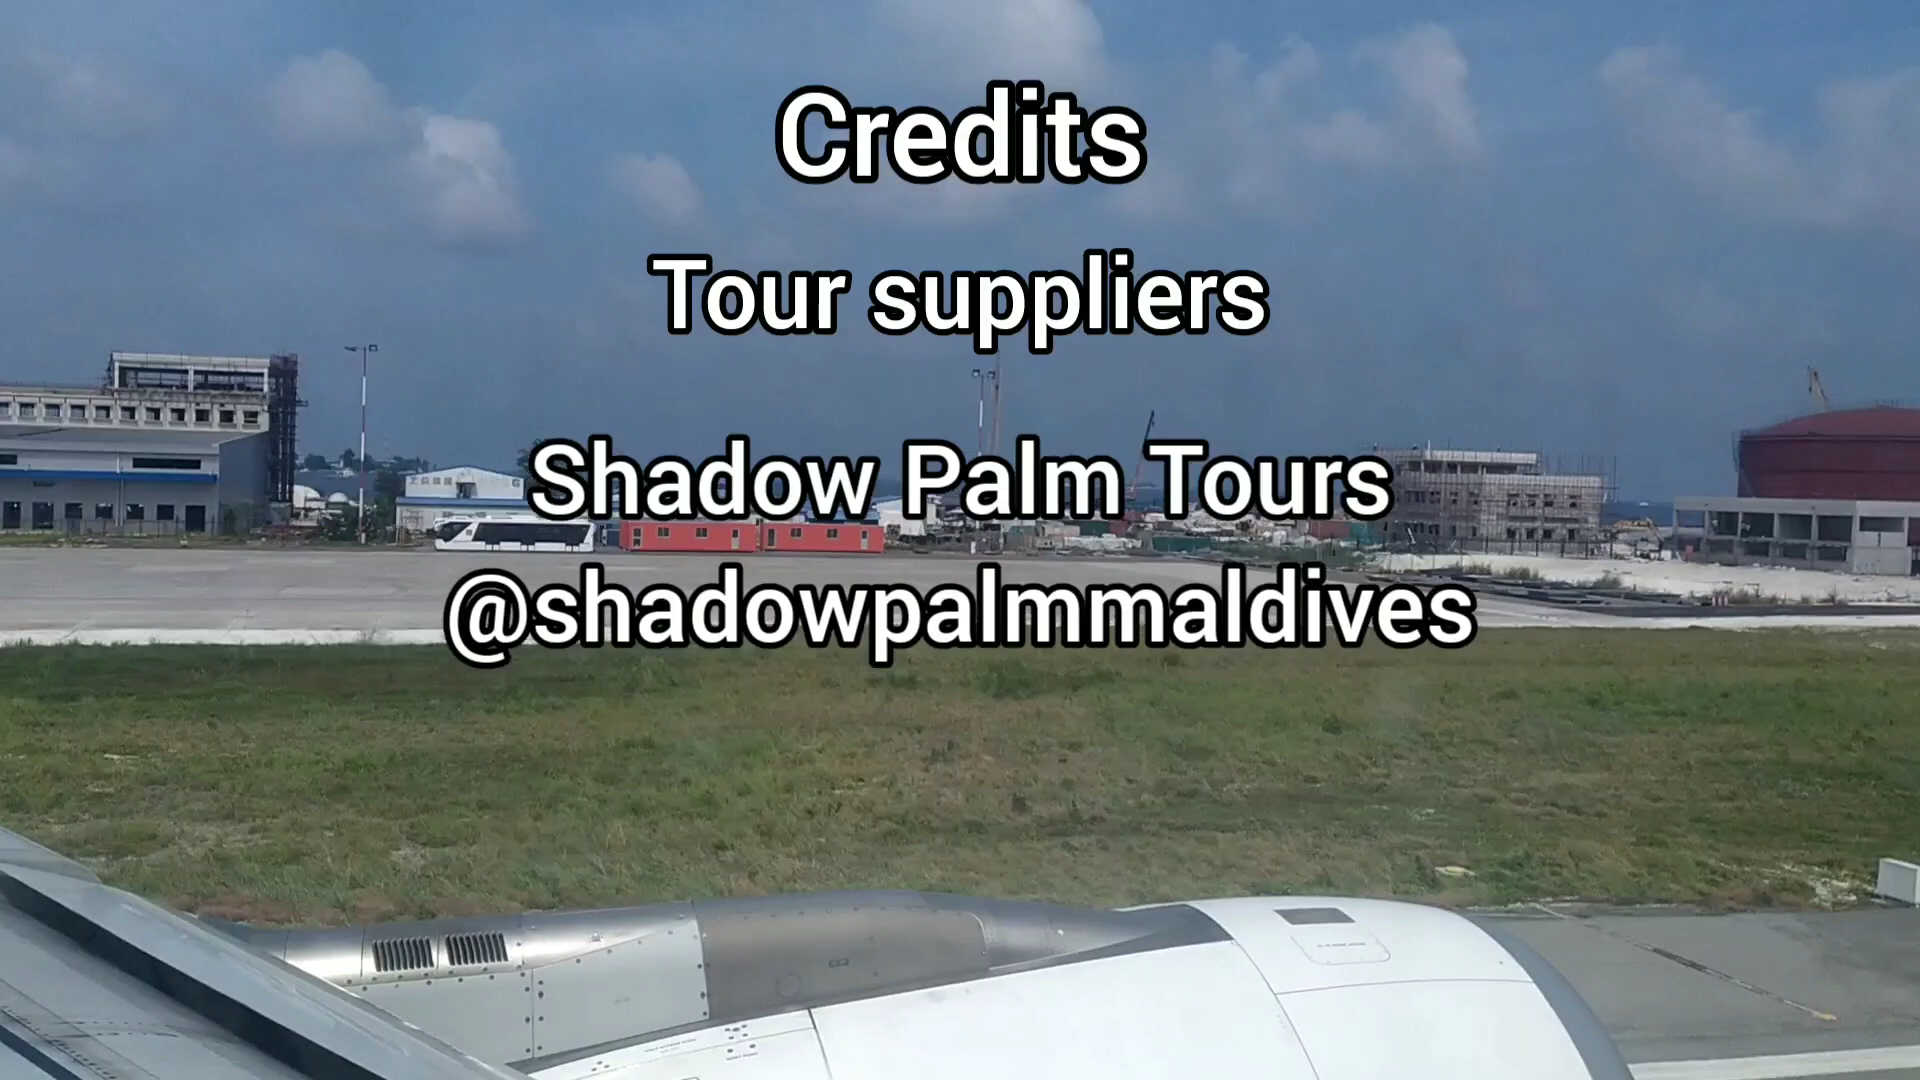 Credits
Tour suppliers
Shadow Palm Tours
@shadowpalmmaldives